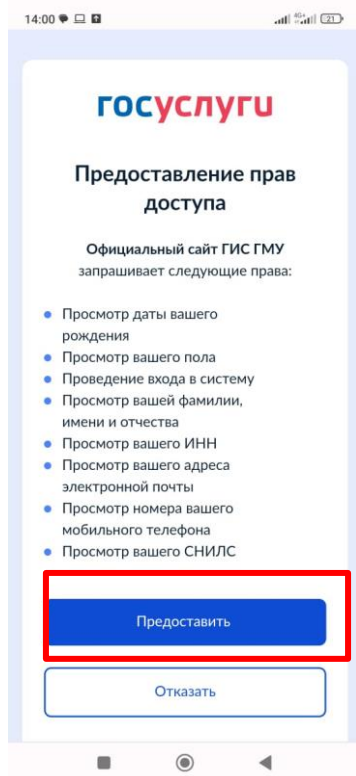 14:00
4G+
21
госуслуги
Предоставление прав
доступа
Официальный сайт ГИС ГМУ
запрашивает следующие права:
Просмотр даты вашего
рождения
Просмотр вашего пола
Проведение входа в систему
Просмотр вашей фамилии,
имени и отчества
Просмотр вашего ИНН
Просмотр вашего адреса
электронной почты
Просмотр номера вашего
мобильного телефона
Просмотр вашего СНИЛС
Предоставить
Отказать